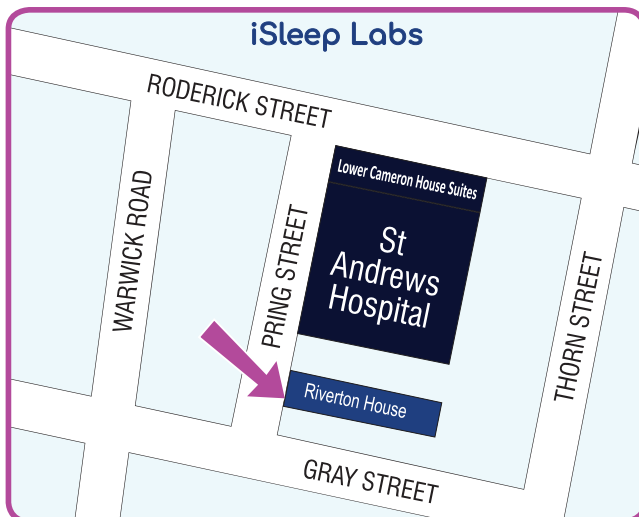 iSleep Labs
RODERICK STREET
Lower Cameron House Suites
St
Andrews
Hospital
WARWICK ROAD
PRING STREET
THORN STREET
Riverton House
GRAY STREET